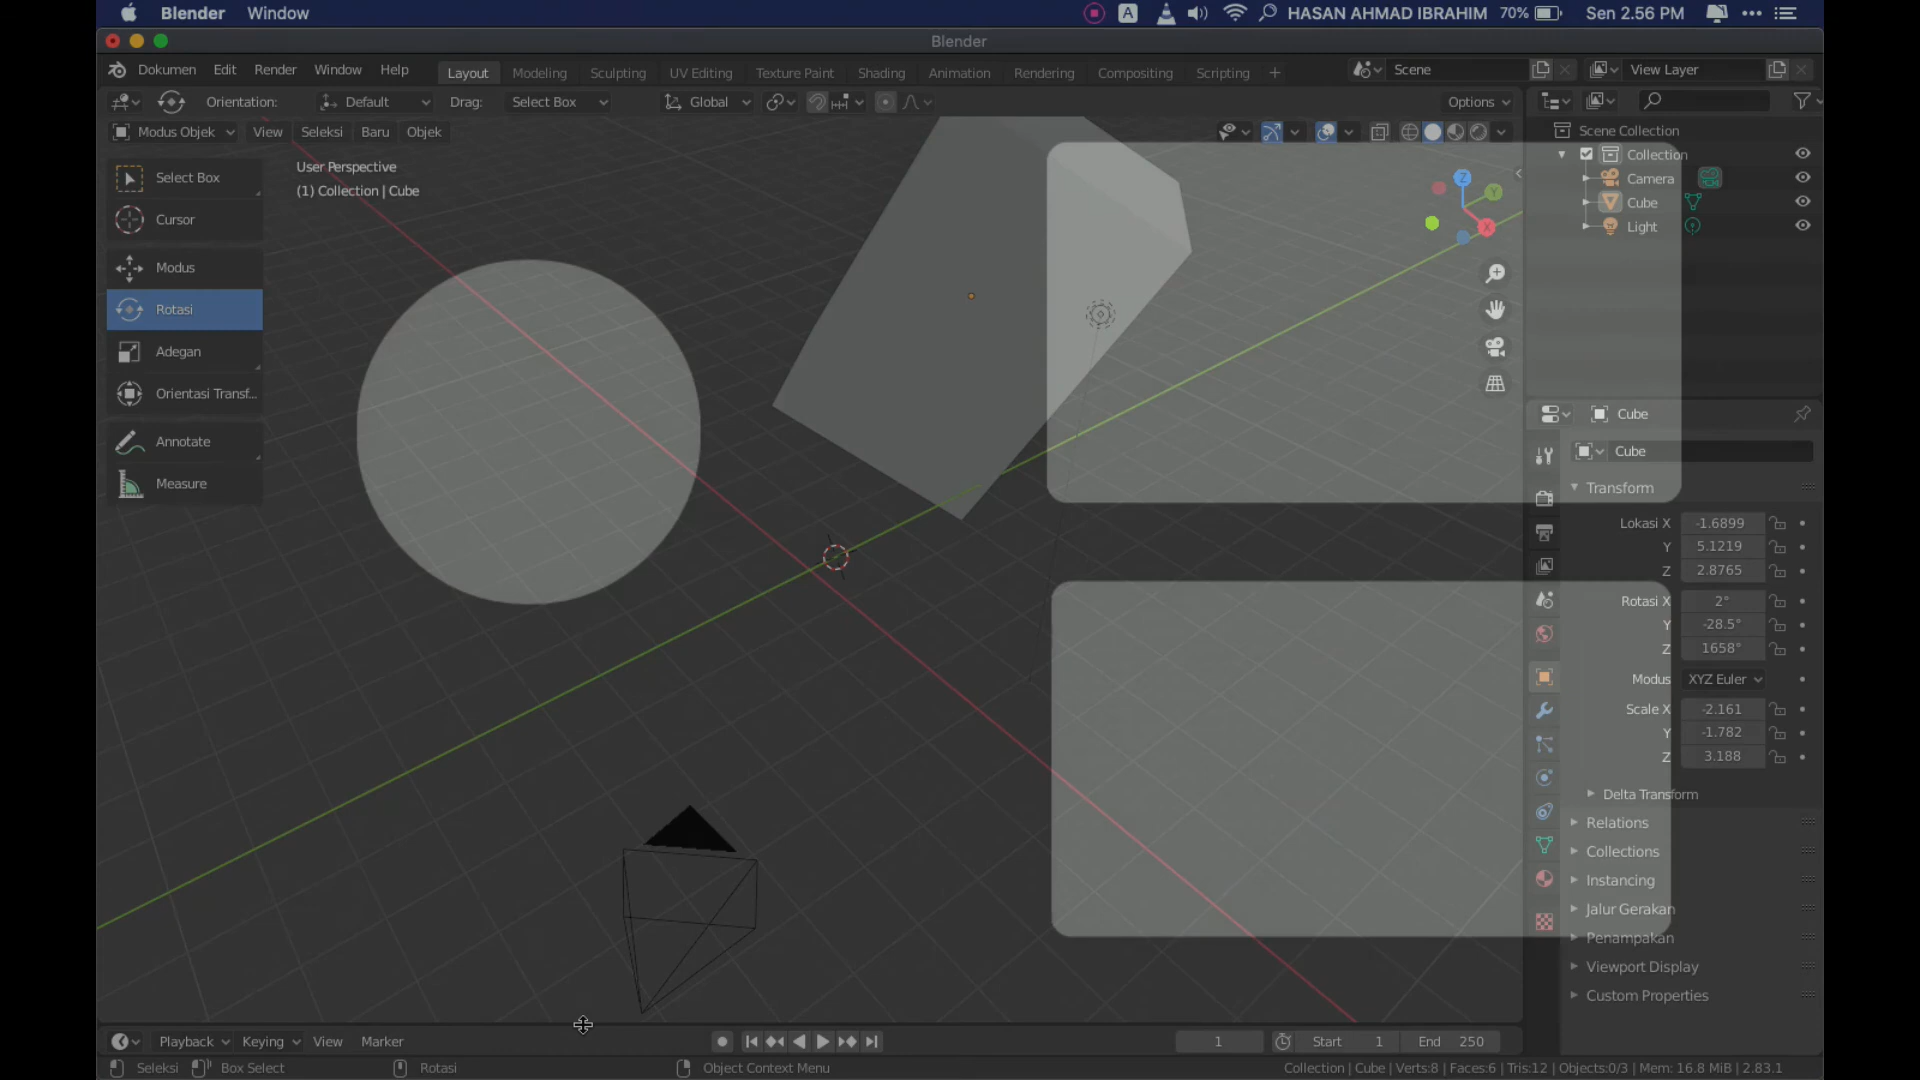 Blender Window
A HASAN AHMAD IBRAHIM 70% Sen 2.56 PM
Blender
Dokumen Edit Render Window Help
Layout Modeling Sculpting UV Editing Texture Paint Shading Animation Rendering Compositing Scripting +
Scene View Layer
Orientation: Default Drag: Select Box Global Options
Modus Objek View Seleksi Baru Objek
User Perspective
(1) Collection | Cube
Select Box
Cursor
Modus
Rotasi
Adegan
Orientasi Transf...
Annotate
Measure
Z
Y
X
Scene Collection
Collection
Camera
Cube
Light
Cube
Cube
Transform
Lokasi X -1.6899
Y 5.1219
Z 2.8765
Rotasi X 2°
Y -28.5°
Z 1658°
Modus XYZ Euler
Scale X -2.161
Y -1.782
Z 3.188
Delta Transform
Relations
Collections
Instancing
Jalur Gerakan
Penampakan
Viewport Display
Custom Properties
Playback Keying View Marker
1 Start 1 End 250
Seleksi Box Select Rotasi Object Context Menu
Collection | Cube | Verts:8 | Faces:6 | Tris:12 | Objects:0/3 | Mem: 16.8 MiB | 2.83.1